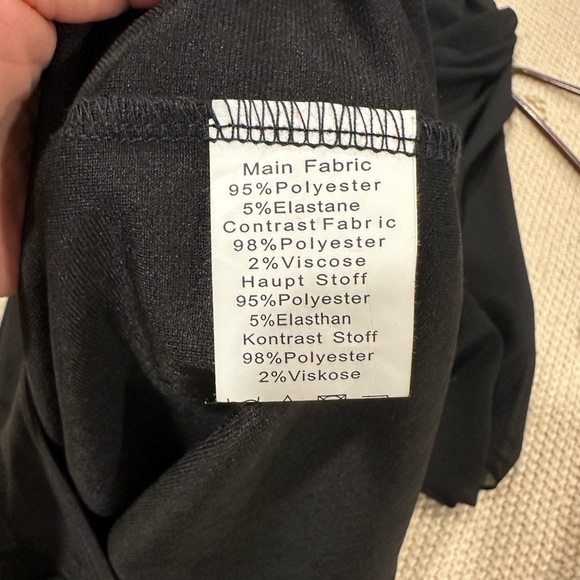 Main Fabric
95%Polyester
5%Elastane
Contrast Fabric
98%Polyester
2%Viscose
Haupt Stoff
95%Polyester
5%Elasthan
Kontrast Stoff
98%Polyester
2%Viskose